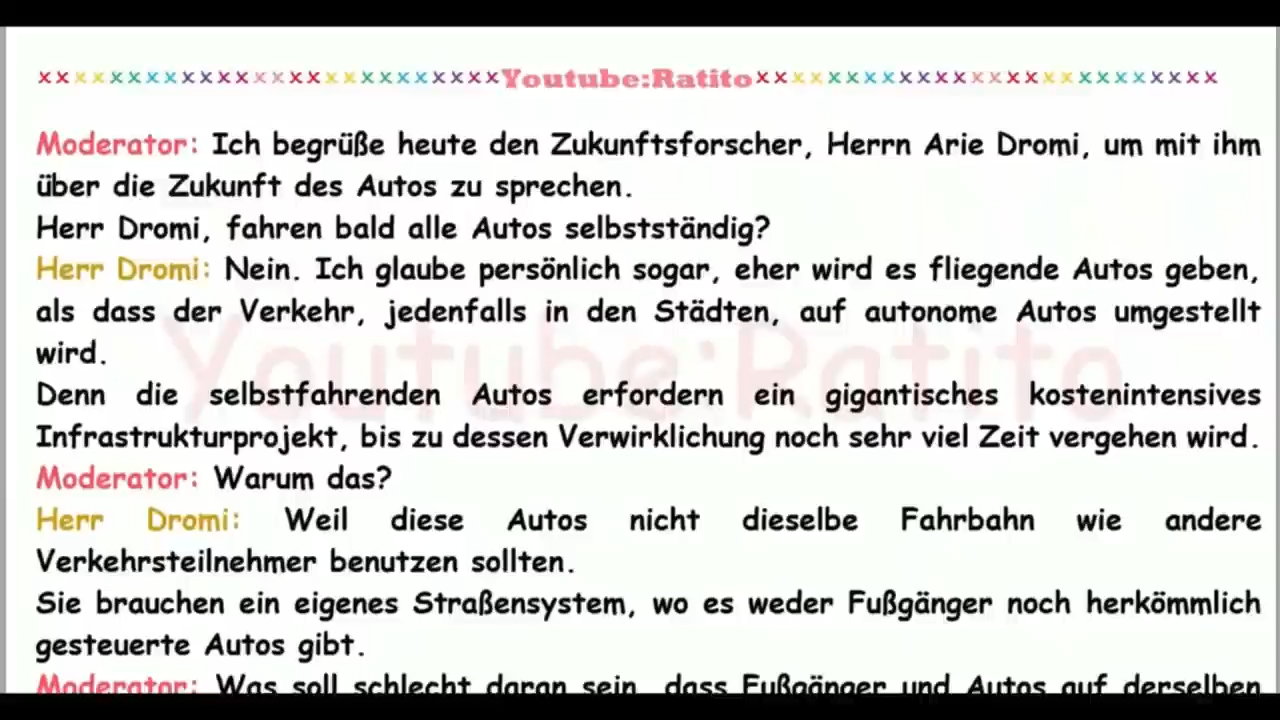 xxxxxxxxxxxxxxxxxxxxxxxxxxYoutube:Ratitoxxxxxxxxxxxxxxxxxxxxxxxxxx
Moderator: Ich begrüße heute den Zukunftsforscher, Herrn Arie Dromi, um mit ihm
über die Zukunft des Autos zu sprechen.
Herr Dromi, fahren bald alle Autos selbstständig?
Herr Dromi: Nein. Ich glaube persönlich sogar, eher wird es fliegende Autos geben,
als dass der Verkehr, jedenfalls in den Städten, auf autonome Autos umgestellt
wird.
Youtube:Ratito
Denn die selbstfahrenden Autos erfordern ein gigantisches kostenintensives
Infrastrukturprojekt, bis zu dessen Verwirklichung noch sehr viel Zeit vergehen wird.
Moderator: Warum das?
Herr Dromi: Weil diese Autos nicht dieselbe Fahrbahn wie andere
Verkehrsteilnehmer benutzen sollten.
Sie brauchen ein eigenes Straßensystem, wo es weder Fußgänger noch herkömmlich
gesteuerte Autos gibt.
Moderator: Was soll schlecht daran sein, dass Fußgänger und Autos auf derselben